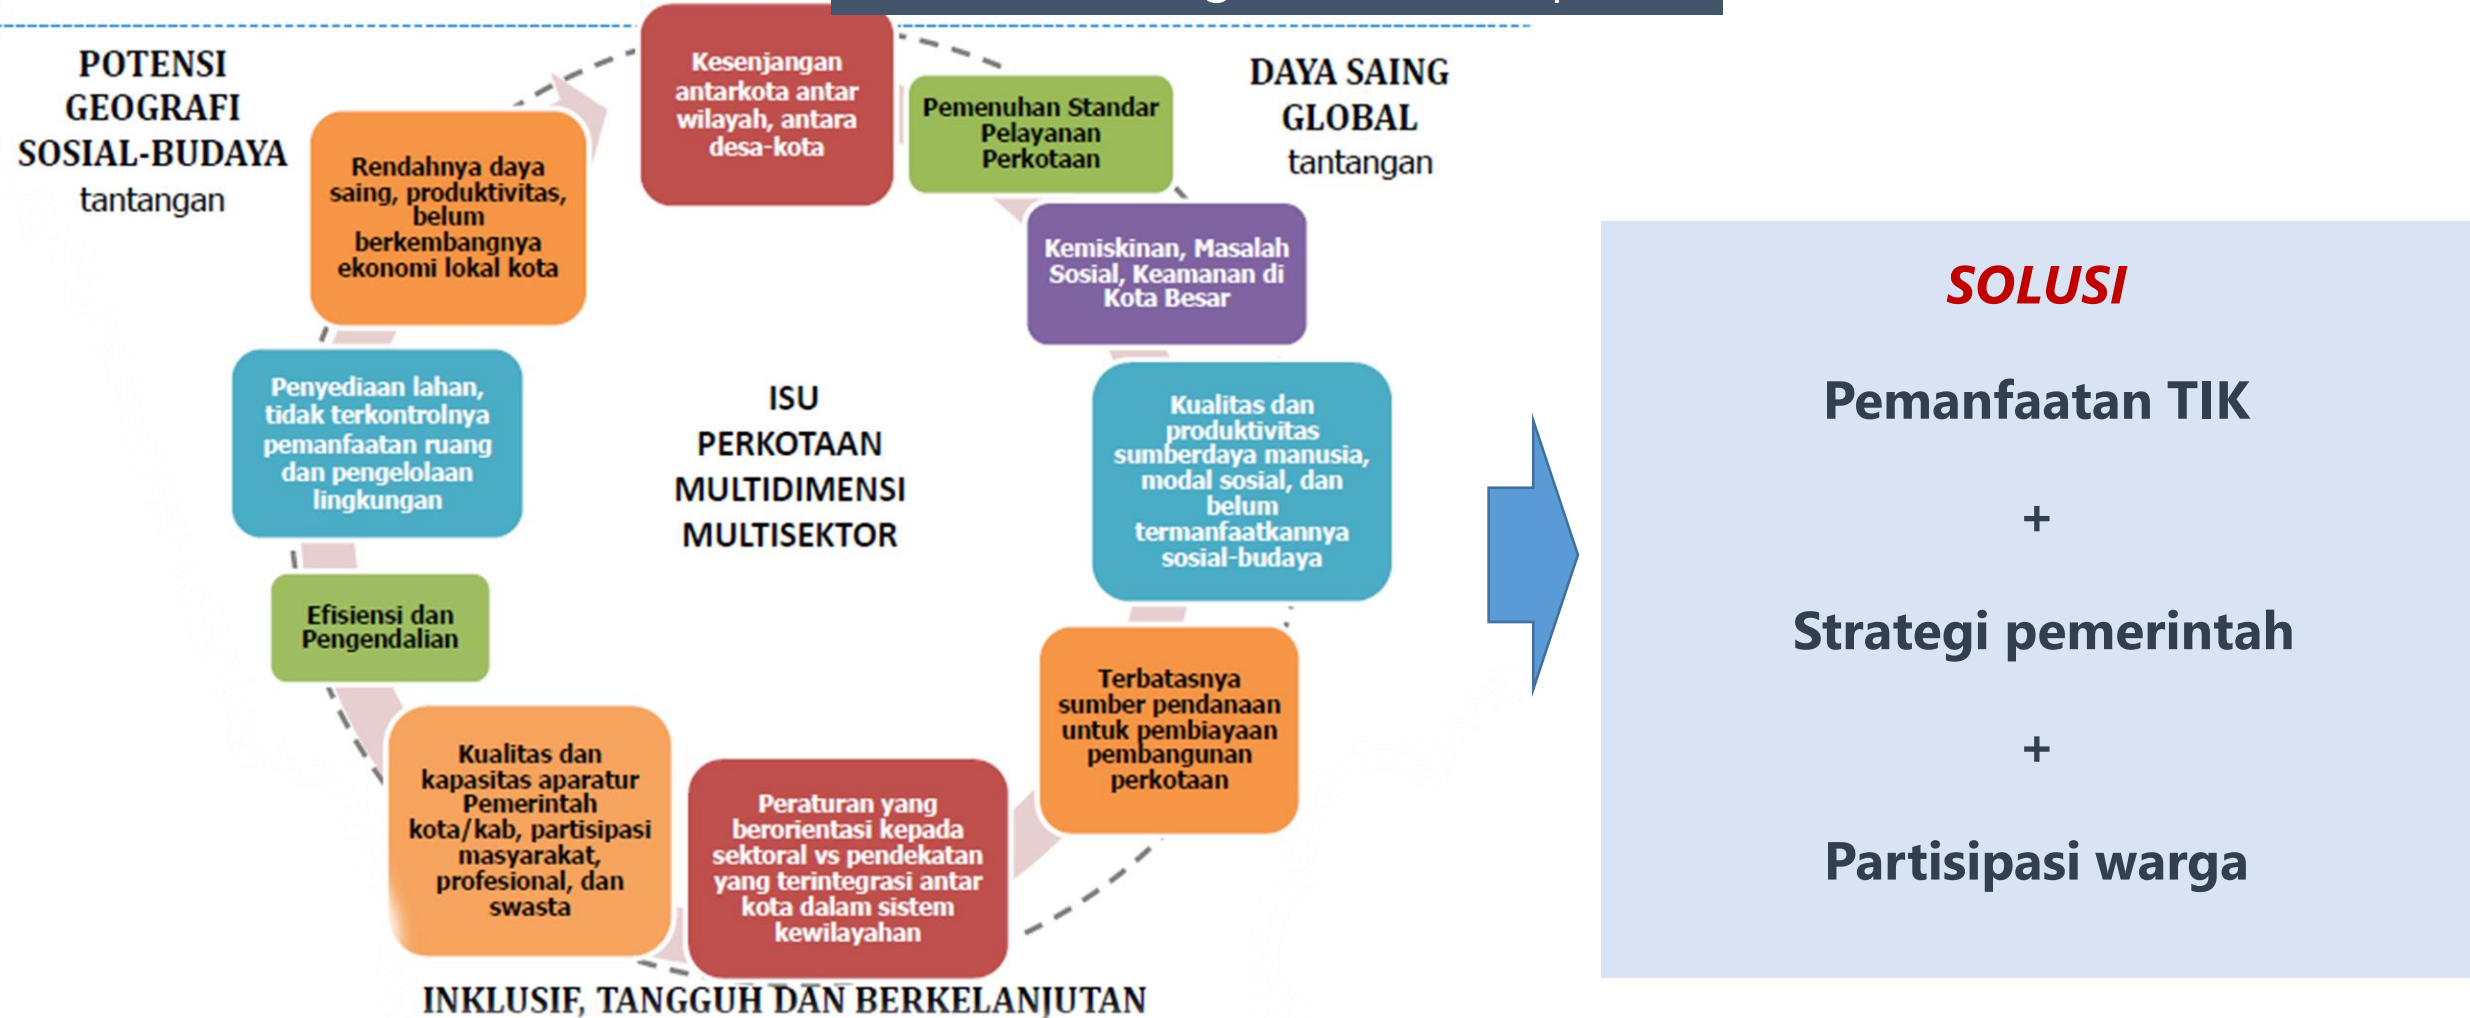 POTENSI
GEOGRAFI
SOSIAL-BUDAYA
tantangan
Kesenjangan
antarkota antar
wilayah, antara
desa-kota
Pemenuhan Standar
Pelayanan
Perkotaan
DAYA SAING
GLOBAL
tantangan
Rendahnya daya
saing, produktivitas,
belum
berkembangnya
ekonomi lokal kota
Kemiskinan, Masalah
Sosial, Keamanan di
Kota Besar
Penyediaan lahan,
tidak terkontrolnya
pemanfaatan ruang
dan pengelolaan
lingkungan
ISU
PERKOTAAN
MULTIDIMENSI
MULTISEKTOR
Kualitas dan
produktivitas
sumberdaya manusia,
modal sosial, dan
belum
termanfaatkannya
sosial-budaya
Efisiensi dan
Pengendalian
Terbatasnya
sumber pendanaan
untuk pembiayaan
pembangunan
perkotaan
Kualitas dan
kapasitas aparatur
Pemerintah
kota/kab, partisipasi
masyarakat,
profesional, dan
swasta
Peraturan yang
berorientasi kepada
sektoral vs pendekatan
yang terintegrasi antar
kota dalam sistem
kewilayahan
INKLUSIF, TANGGUH DAN BERKELANJUTAN
SOLUSI
Pemanfaatan TIK
+
Strategi pemerintah
+
Partisipasi warga